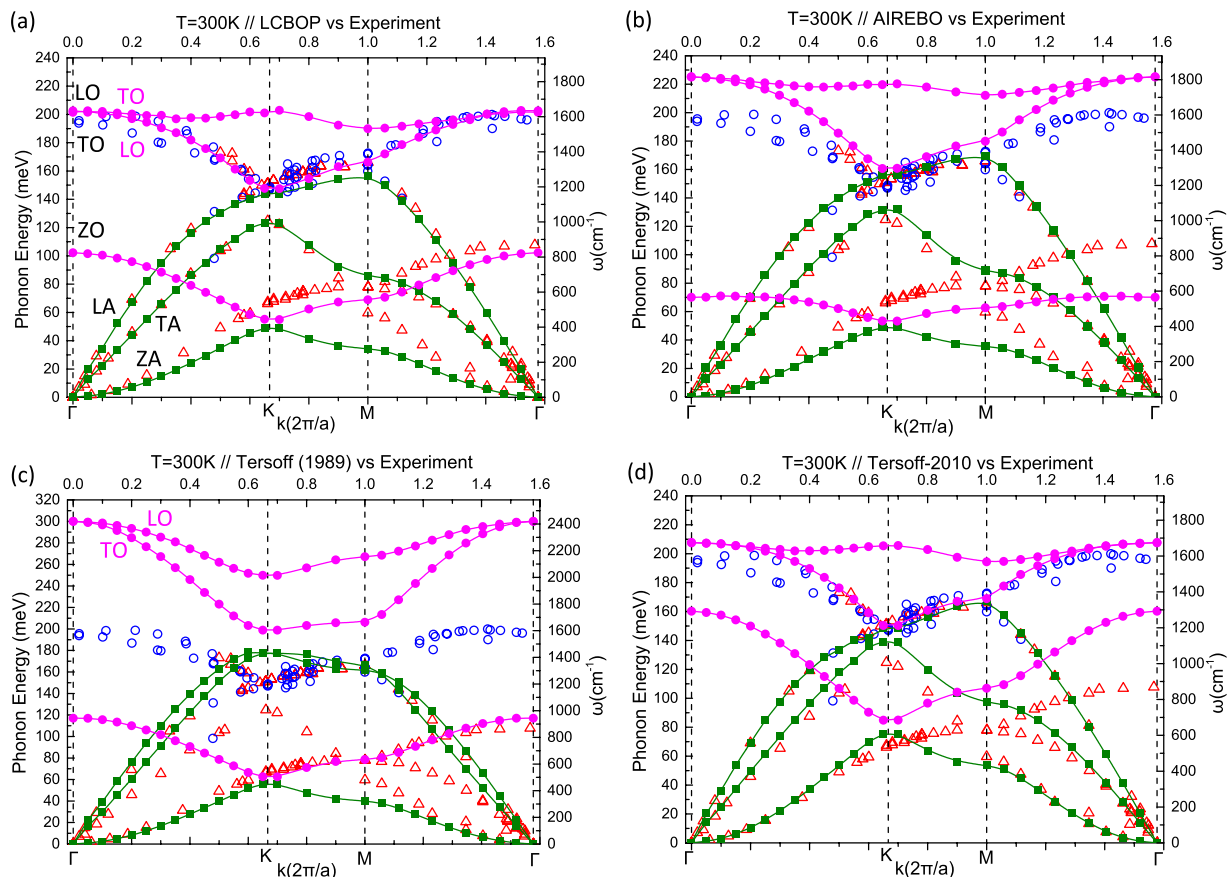 (a)
T=300K // LCBOP vs Experiment
0.0 0.2 0.4 0.6 0.8 1.0 1.2 1.4 1.6
Phonon Energy (meV)
240
220
200
180
160
140
120
100
80
60
40
20
0
LO
TO
TO
LO
ZO
LA
TA
ZA
1800
1600
1400
1200
1000
800
600
400
200
0
ω(cm⁻¹)
Γ K M Γ
k(2π/a)
(b)
T=300K // AIREBO vs Experiment
0.0 0.2 0.4 0.6 0.8 1.0 1.2 1.4 1.6
Phonon Energy (meV)
240
220
200
180
160
140
120
100
80
60
40
20
0
1800
1600
1400
1200
1000
800
600
400
200
0
ω(cm⁻¹)
Γ K M Γ
k(2π/a)
(c)
T=300K // Tersoff (1989) vs Experiment
0.0 0.2 0.4 0.6 0.8 1.0 1.2 1.4 1.6
Phonon Energy (meV)
320
300
280
260
240
220
200
180
160
140
120
100
80
60
40
20
0
LO
TO
2400
2200
2000
1800
1600
1400
1200
1000
800
600
400
200
0
ω(cm⁻¹)
Γ K M Γ
k(2π/a)
(d)
T=300K // Tersoff-2010 vs Experiment
0.0 0.2 0.4 0.6 0.8 1.0 1.2 1.4 1.6
Phonon Energy (meV)
240
220
200
180
160
140
120
100
80
60
40
20
0
1800
1600
1400
1200
1000
800
600
400
200
0
ω(cm⁻¹)
Γ K M Γ
k(2π/a)